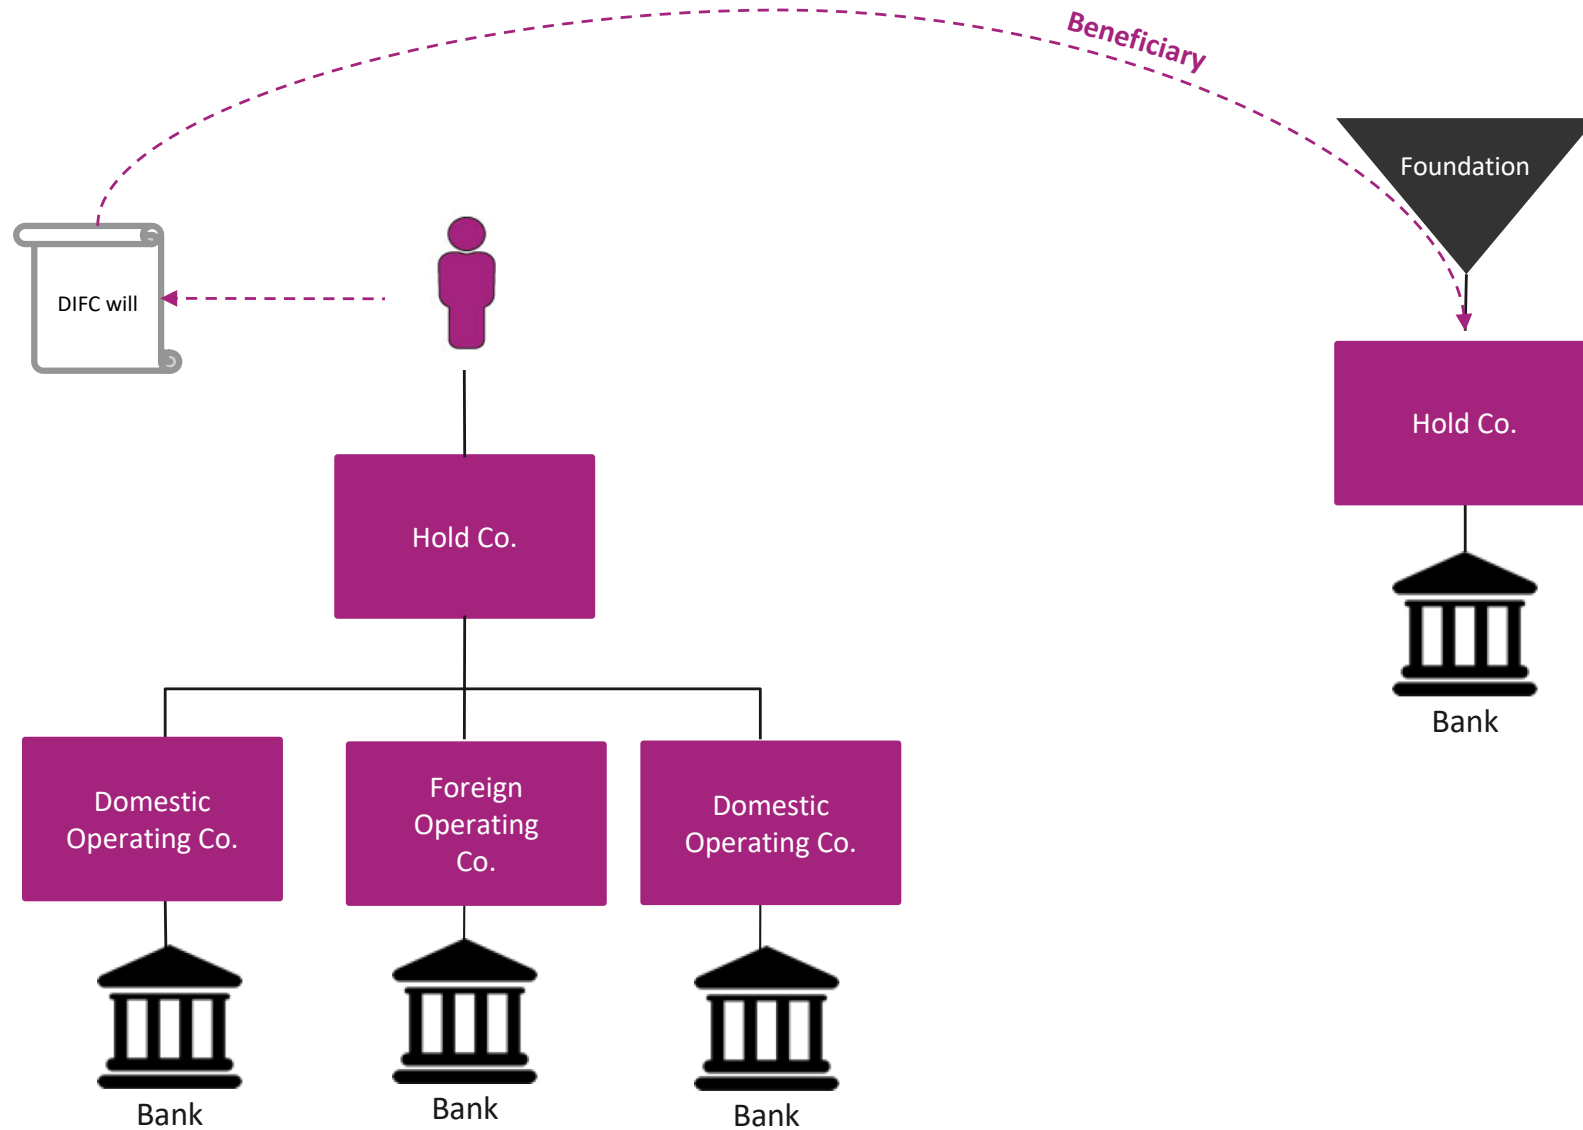 Beneficiary
Foundation
DIFC will
Hold Co.
Hold Co.
Bank
Domestic
Operating Co.
Foreign
Operating
Co.
Domestic
Operating Co.
Bank
Bank
Bank